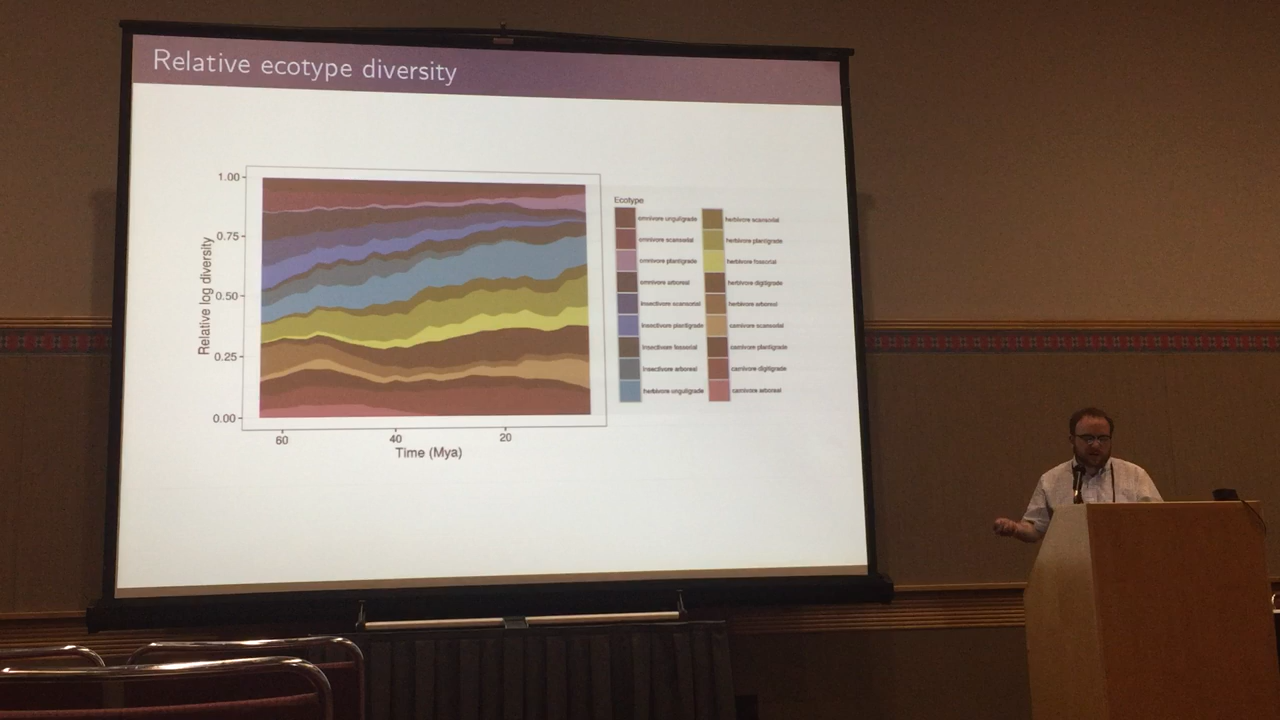 Relative ecotype diversity
1.00
0.75
0.50
0.25
0.00
Relative log diversity
60
40
20
Time (Mya)
Ecotype
omnivore unguligrade
omnivore scansorial
omnivore plantigrade
omnivore arboreal
insectivore scansorial
insectivore plantigrade
insectivore fossorial
insectivore arboreal
herbivore unguligrade
herbivore scansorial
herbivore plantigrade
herbivore fossorial
herbivore digitigrade
herbivore arboreal
carnivore scansorial
carnivore plantigrade
carnivore digitigrade
carnivore arboreal